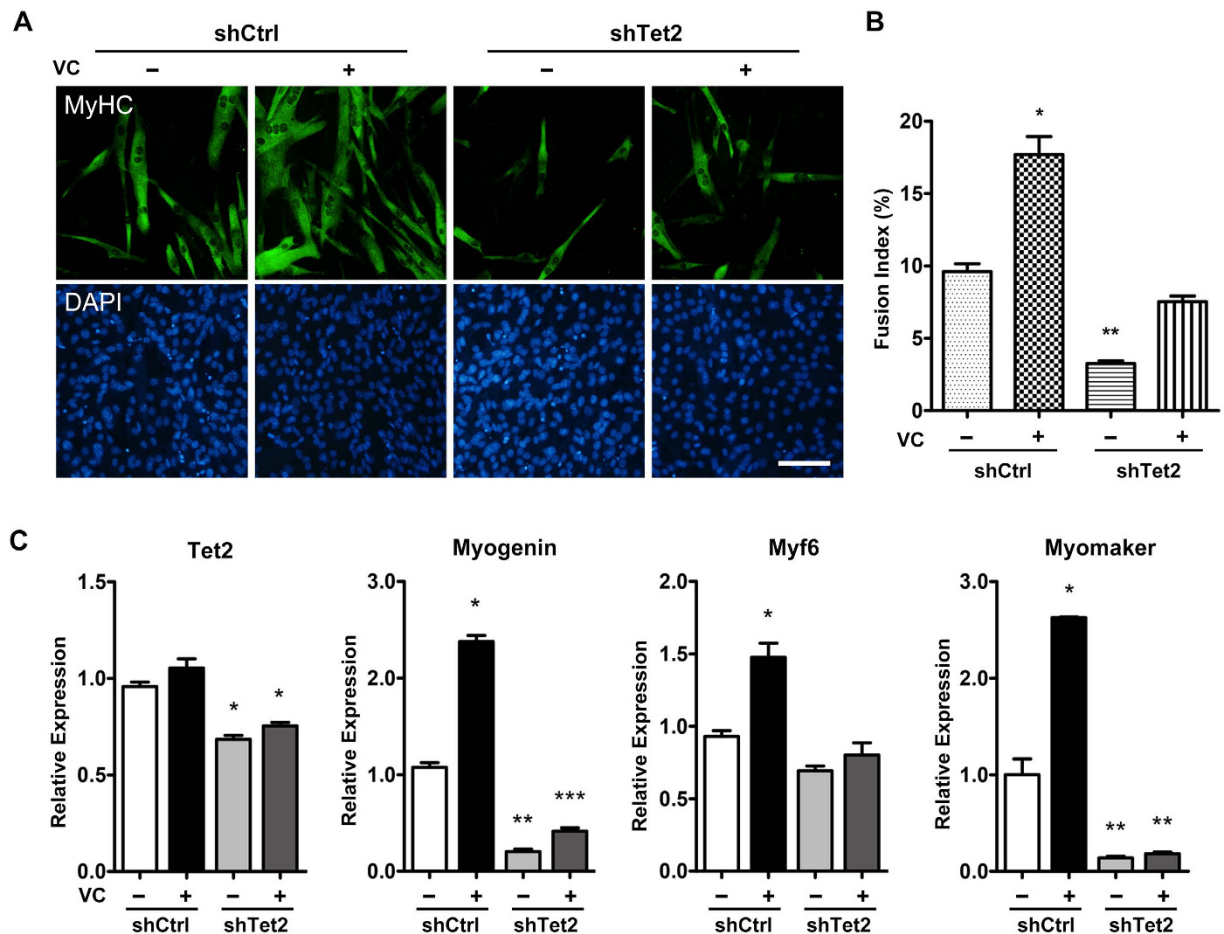 A
shCtrl
shTet2
VC – + – +
MyHC
DAPI
B
*
**
20
15
10
5
0
Fusion Index (%)
VC – + – +
shCtrl shTet2
C
Tet2
1.5
1.0
0.5
0.0
Relative Expression
* *
VC – + – +
shCtrl shTet2
Myogenin
3.0
2.0
1.0
0.0
Relative Expression
*
** ***
– + – +
shCtrl shTet2
Myf6
2.0
1.5
1.0
0.5
0.0
Relative Expression
*
– + – +
shCtrl shTet2
Myomaker
3.0
2.0
1.0
0.0
Relative Expression
*
** **
– + – +
shCtrl shTet2